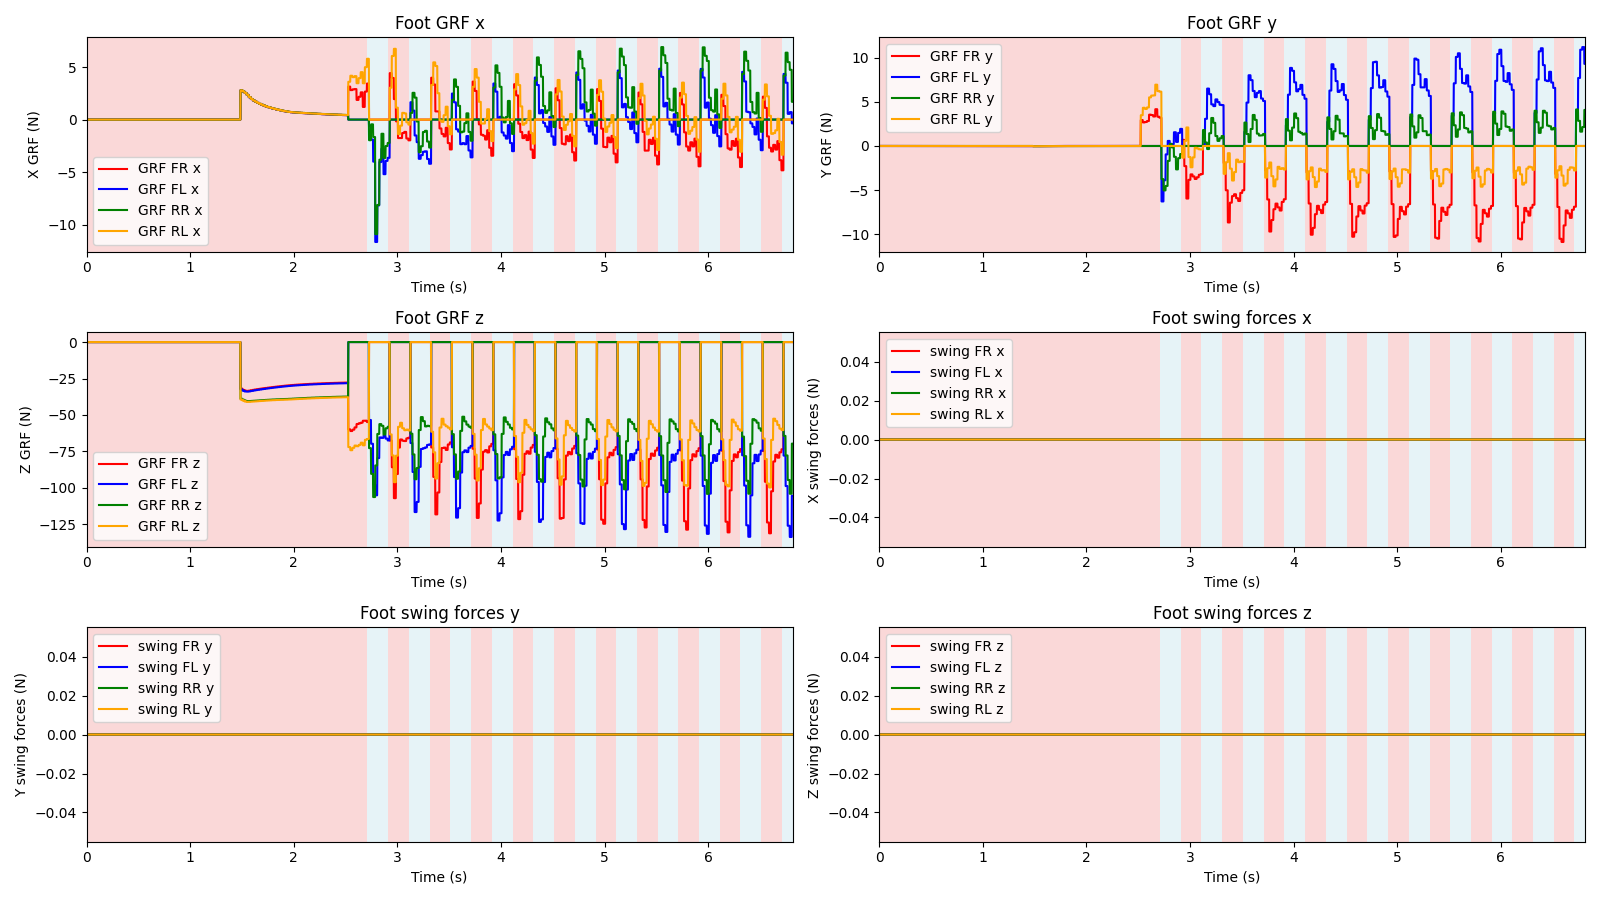 Foot GRF x
X GRF (N)
5
0
−5
−10
GRF FR x
GRF FL x
GRF RR x
GRF RL x
0 1 2 3 4 5 6
Time (s)
Foot GRF y
Y GRF (N)
10
5
0
−5
−10
GRF FR y
GRF FL y
GRF RR y
GRF RL y
0 1 2 3 4 5 6
Time (s)
Foot GRF z
Z GRF (N)
0
−25
−50
−75
−100
−125
GRF FR z
GRF FL z
GRF RR z
GRF RL z
0 1 2 3 4 5 6
Time (s)
Foot swing forces x
X swing forces (N)
0.04
0.02
0.00
−0.02
−0.04
swing FR x
swing FL x
swing RR x
swing RL x
0 1 2 3 4 5 6
Time (s)
Foot swing forces y
Y swing forces (N)
0.04
0.02
0.00
−0.02
−0.04
swing FR y
swing FL y
swing RR y
swing RL y
0 1 2 3 4 5 6
Time (s)
Foot swing forces z
Z swing forces (N)
0.04
0.02
0.00
−0.02
−0.04
swing FR z
swing FL z
swing RR z
swing RL z
0 1 2 3 4 5 6
Time (s)